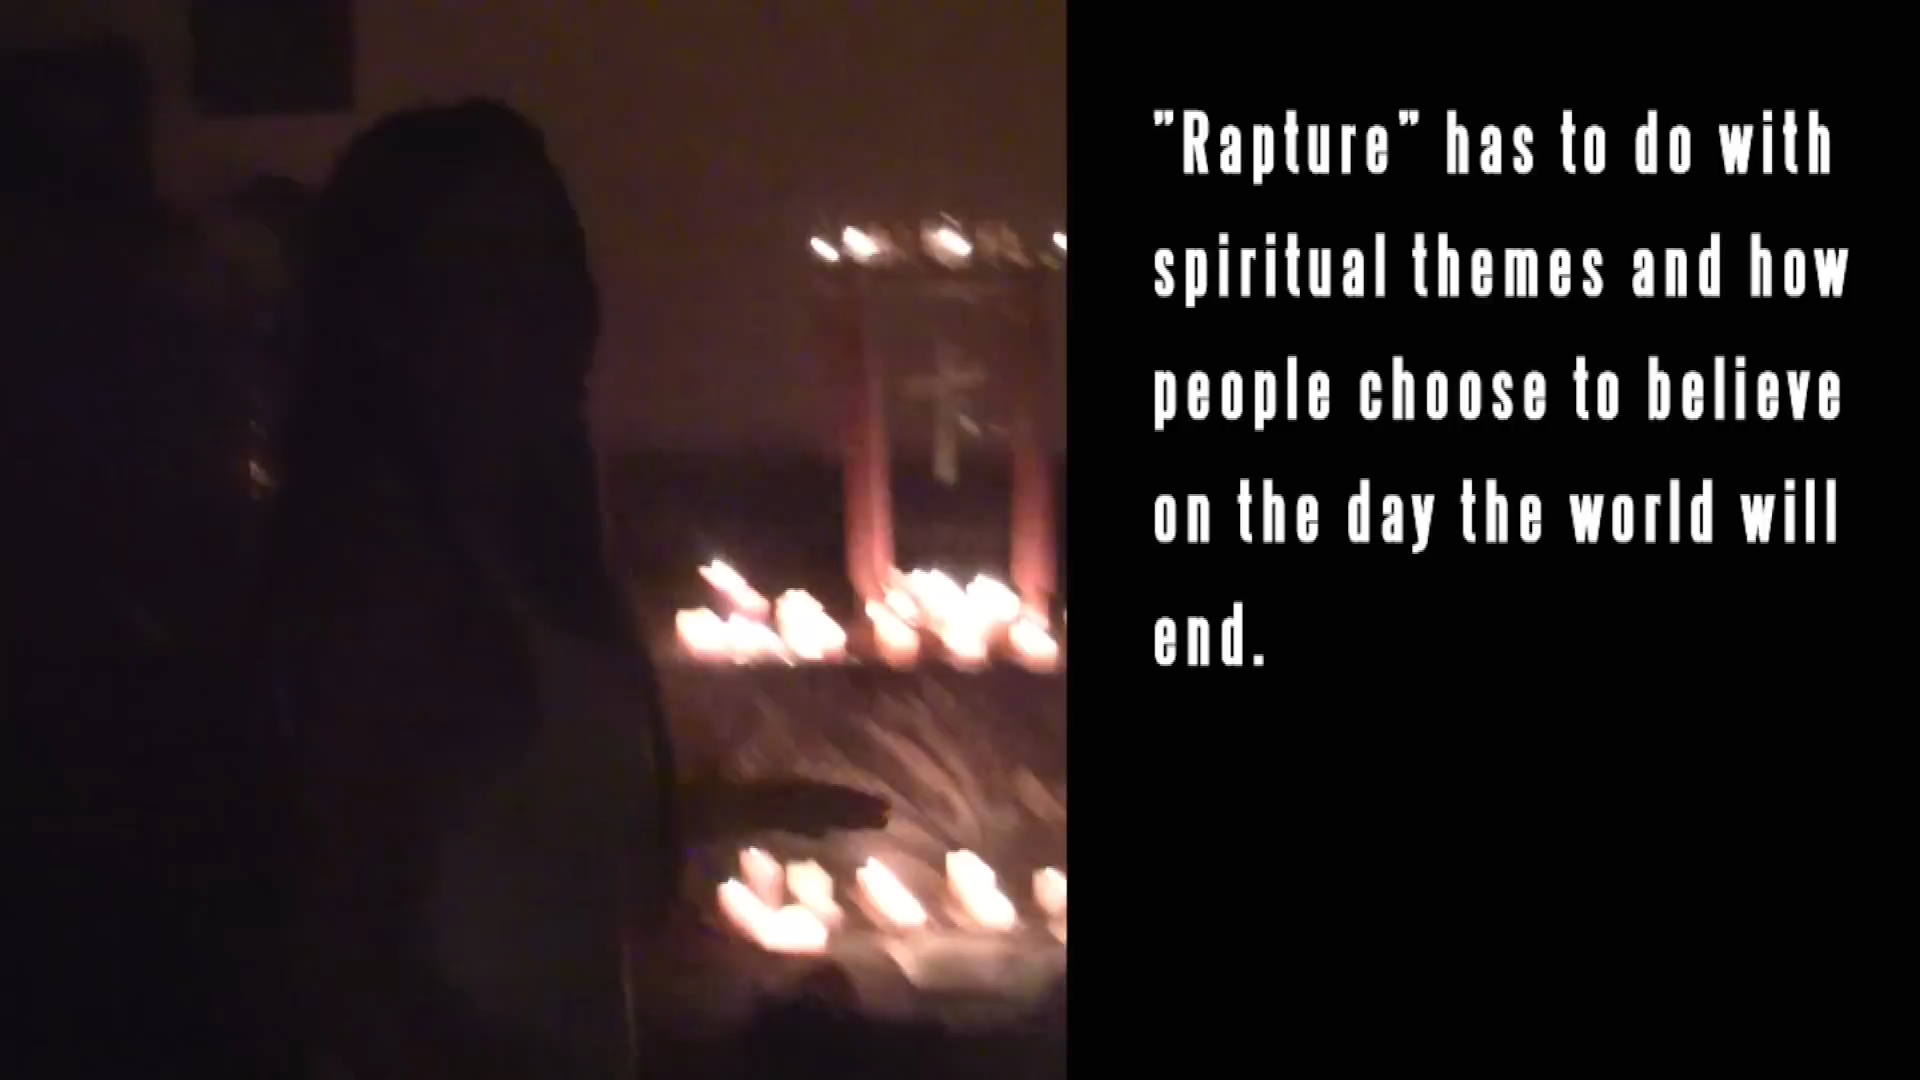 ”Rapture” has to do with
spiritual themes and how
people choose to believe
on the day the world will
end.